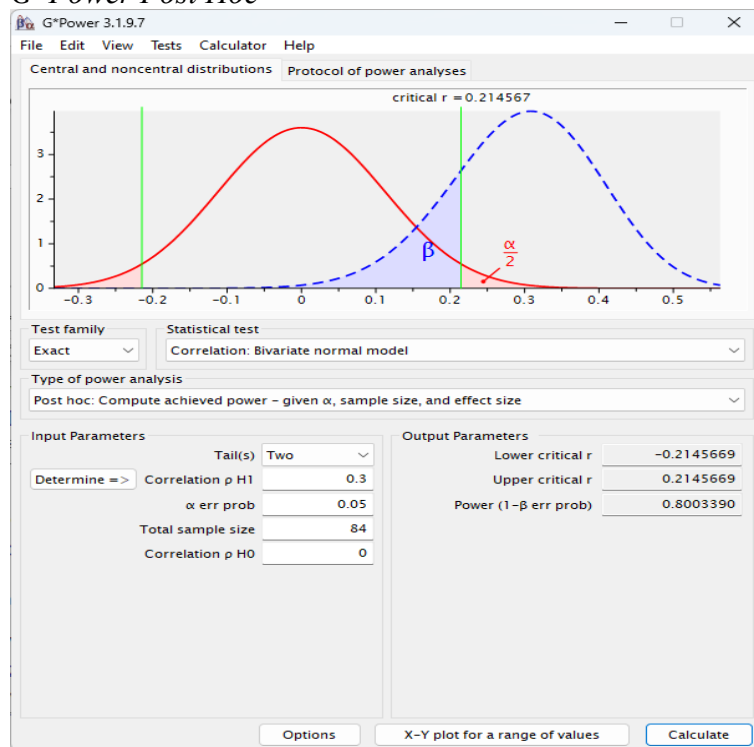 G*Power Post Hoc
G*Power 3.1.9.7
File Edit View Tests Calculator Help
Central and noncentral distributions Protocol of power analyses
critical r = 0.214567
3
2
1
0
β
α
2
-0.3 -0.2 -0.1 0 0.1 0.2 0.3 0.4 0.5
Test family Statistical test
Exact Correlation: Bivariate normal model
Type of power analysis
Post hoc: Compute achieved power – given α, sample size, and effect size
Input Parameters Output Parameters
Tail(s) Two Lower critical r -0.2145669
Determine => Correlation ρ H1 0.3 Upper critical r 0.2145669
α err prob 0.05 Power (1-β err prob) 0.8003390
Total sample size 84
Correlation ρ H0 0
Options X-Y plot for a range of values Calculate